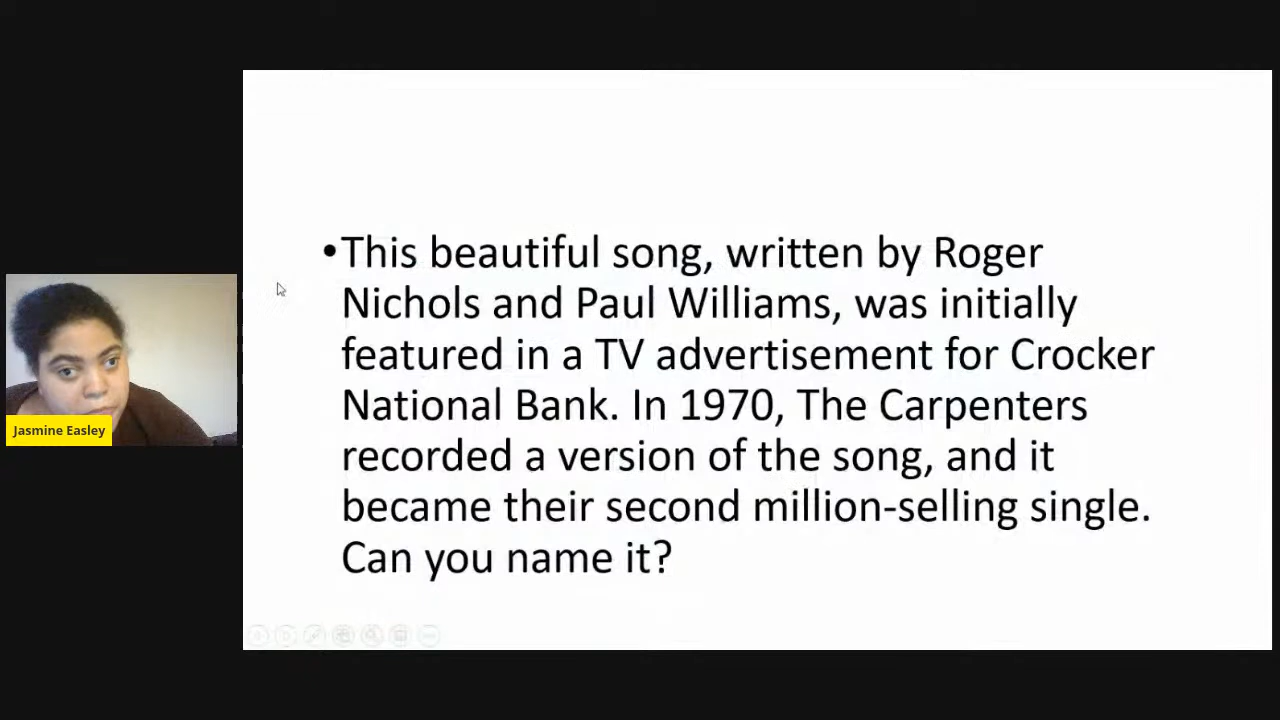 •This beautiful song, written by Roger
Nichols and Paul Williams, was initially
featured in a TV advertisement for Crocker
National Bank. In 1970, The Carpenters
recorded a version of the song, and it
became their second million-selling single.
Can you name it?
Jasmine Easley